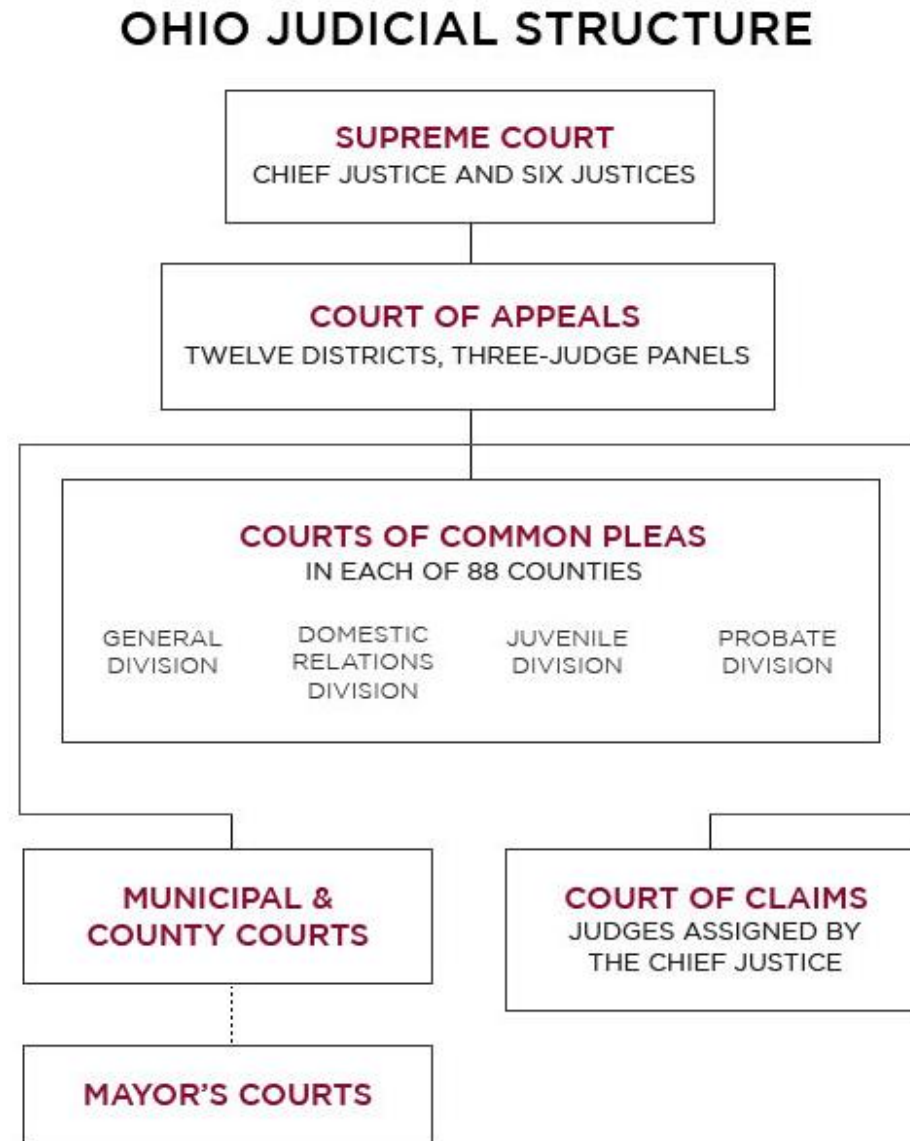 OHIO JUDICIAL STRUCTURE
SUPREME COURT
CHIEF JUSTICE AND SIX JUSTICES
COURT OF APPEALS
TWELVE DISTRICTS, THREE-JUDGE PANELS
COURTS OF COMMON PLEAS
IN EACH OF 88 COUNTIES
GENERAL
DIVISION
DOMESTIC
RELATIONS
DIVISION
JUVENILE
DIVISION
PROBATE
DIVISION
MUNICIPAL &
COUNTY COURTS
COURT OF CLAIMS
JUDGES ASSIGNED BY
THE CHIEF JUSTICE
MAYOR'S COURTS